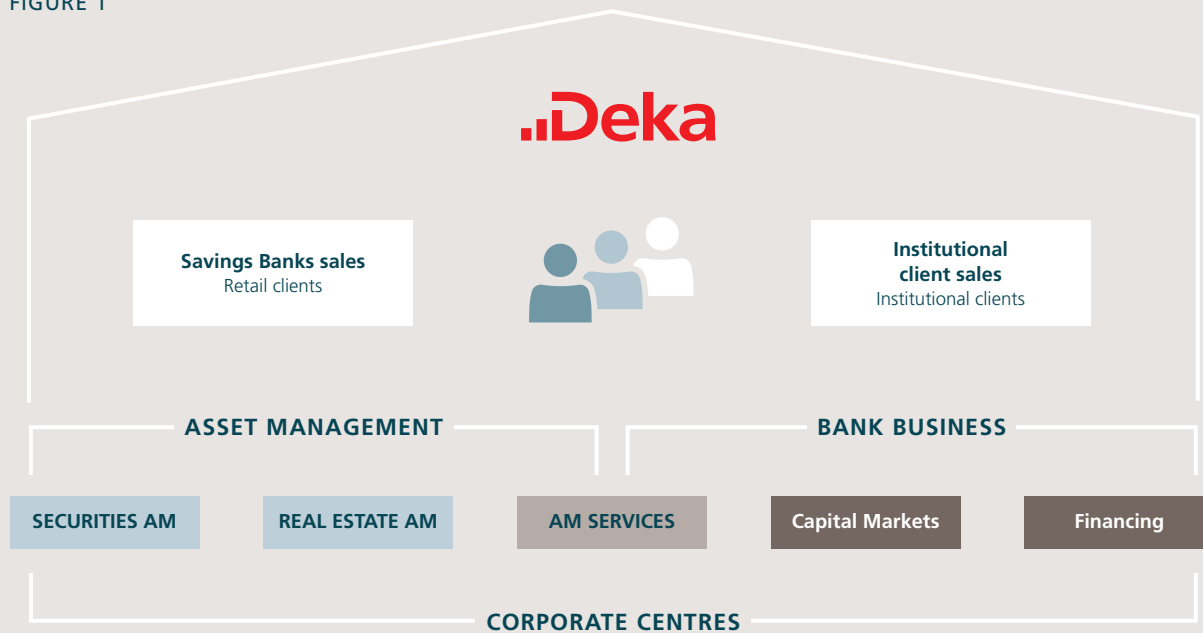 FIGURE 1
Deka
Savings Banks sales
Retail clients
Institutional
client sales
Institutional clients
ASSET MANAGEMENT
BANK BUSINESS
SECURITIES AM
REAL ESTATE AM
AM SERVICES
Capital Markets
Financing
CORPORATE CENTRES